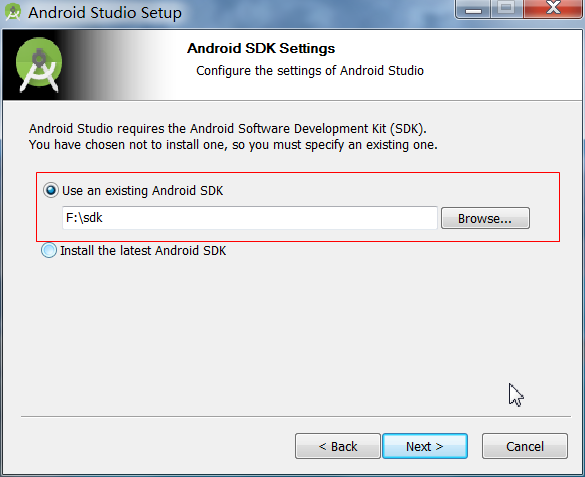 Android Studio Setup
Android SDK Settings
Configure the settings of Android Studio
Android Studio requires the Android Software Development Kit (SDK).
You have chosen not to install one, so you must specify an existing one.
Use an existing Android SDK
F:\sdk
Browse...
Install the latest Android SDK
< Back
Next >
Cancel